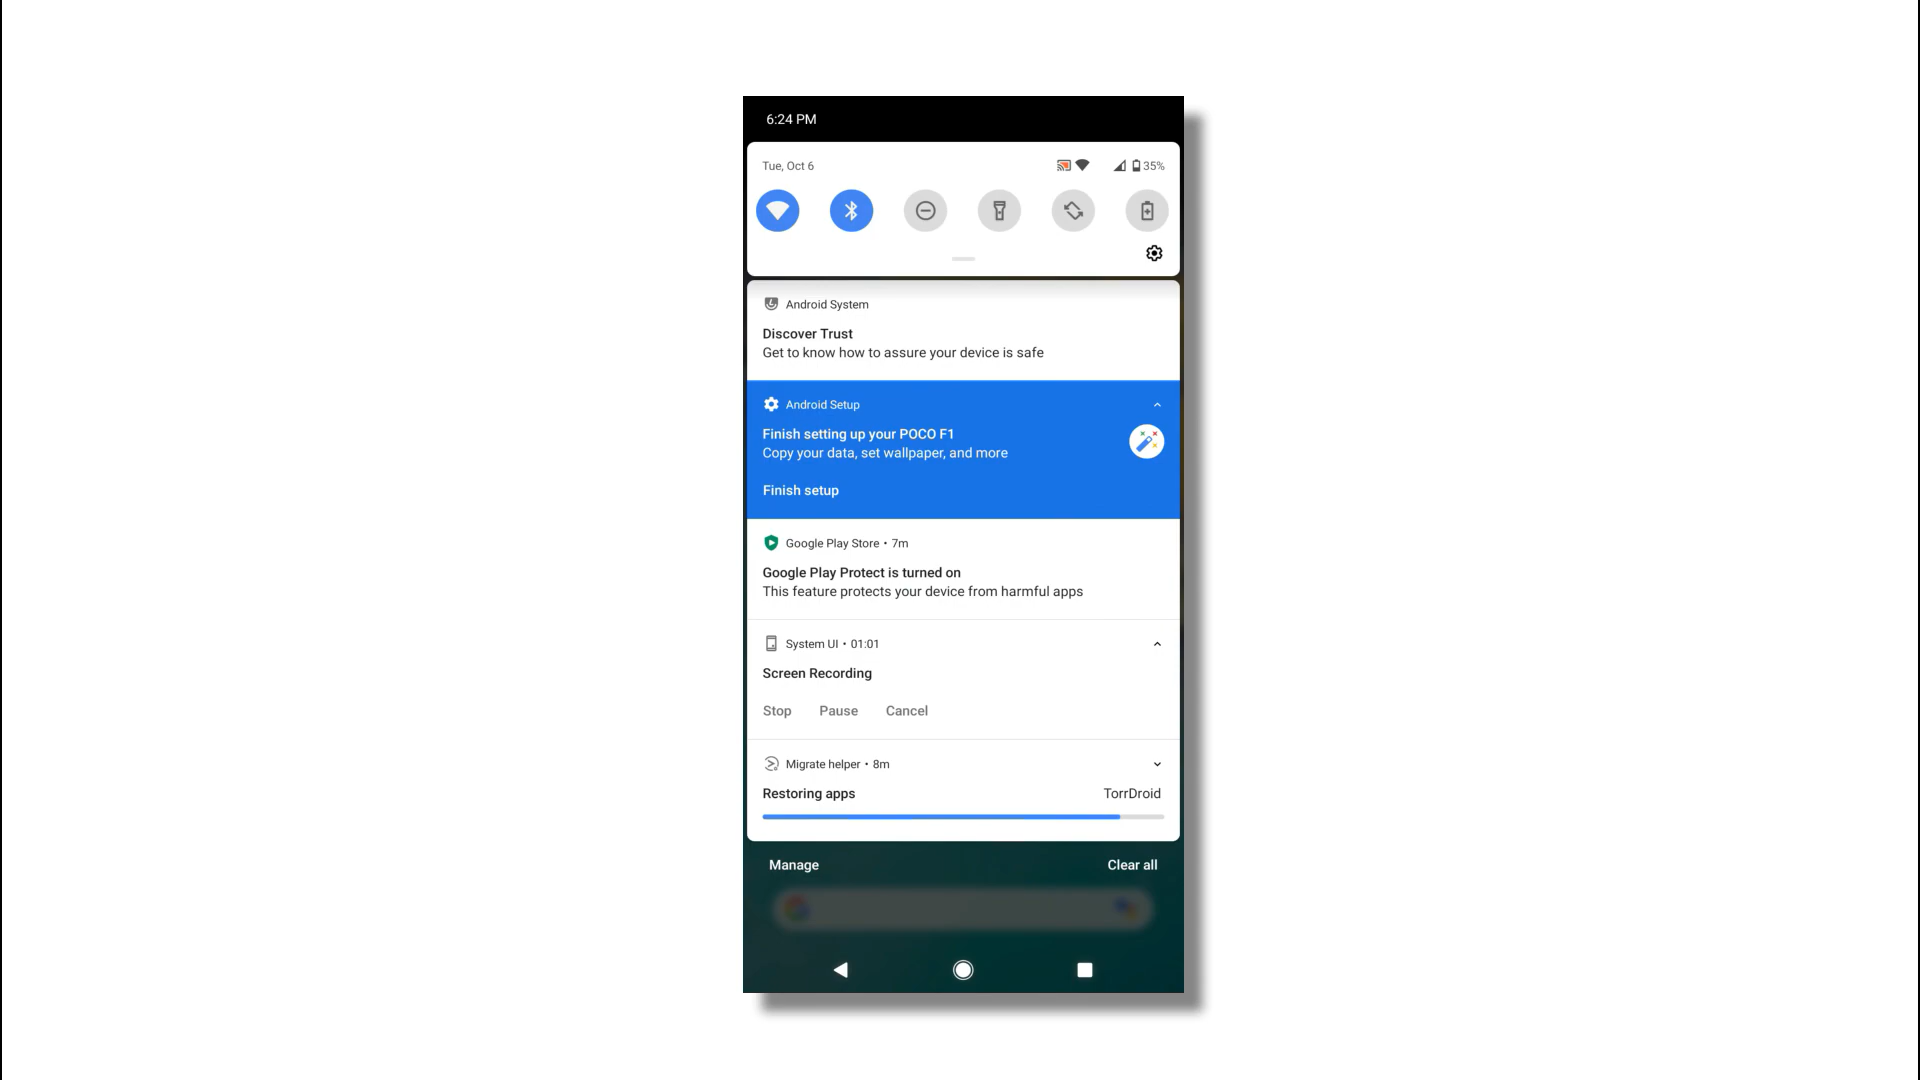 6:24 PM
Tue, Oct 6
35%
Android System
Discover Trust
Get to know how to assure your device is safe
Android Setup
Finish setting up your POCO F1
Copy your data, set wallpaper, and more
Finish setup
Google Play Store • 7m
Google Play Protect is turned on
This feature protects your device from harmful apps
System UI • 01:01
Screen Recording
Stop Pause Cancel
Migrate helper • 8m
Restoring apps TorrDroid
Manage Clear all